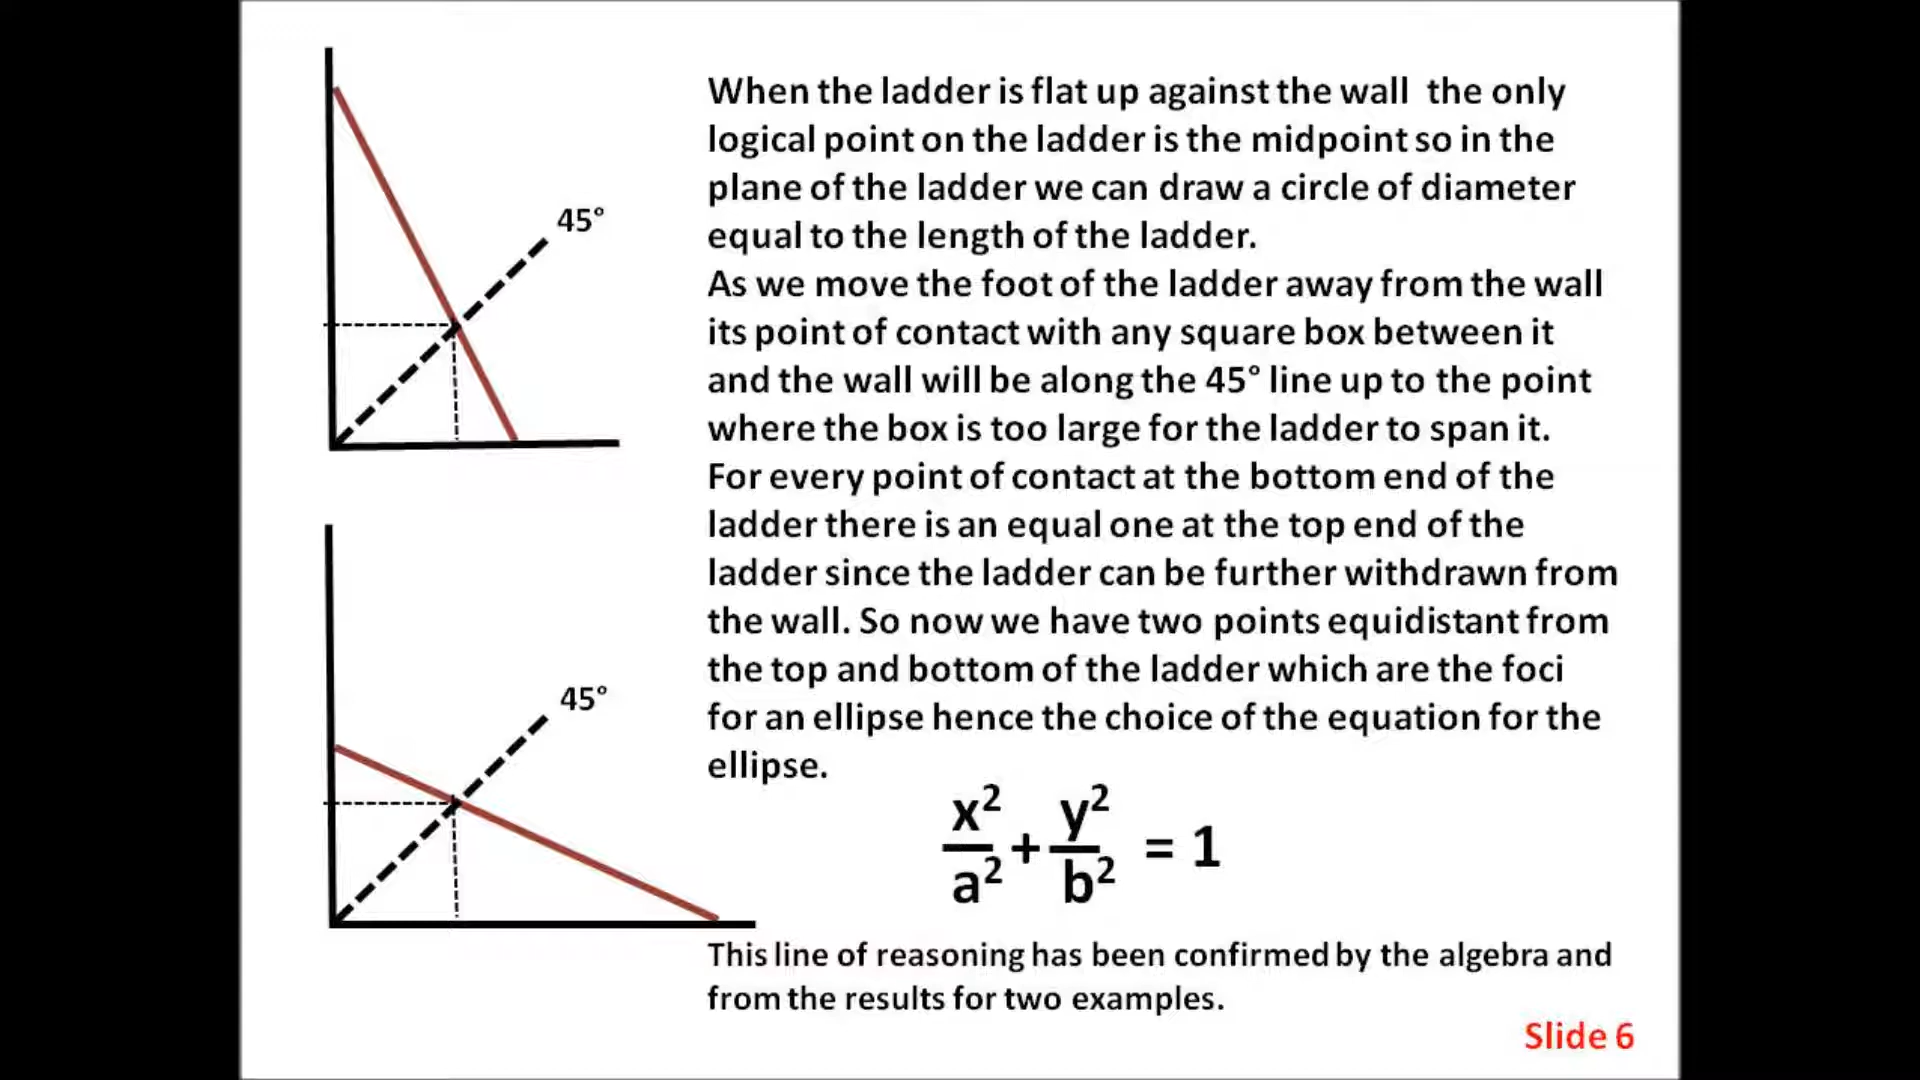 45°
When the ladder is flat up against the wall the only
logical point on the ladder is the midpoint so in the
plane of the ladder we can draw a circle of diameter
equal to the length of the ladder.
As we move the foot of the ladder away from the wall
its point of contact with any square box between it
and the wall will be along the 45° line up to the point
where the box is too large for the ladder to span it.
For every point of contact at the bottom end of the
ladder there is an equal one at the top end of the
ladder since the ladder can be further withdrawn from
the wall. So now we have two points equidistant from
the top and bottom of the ladder which are the foci
for an ellipse hence the choice of the equation for the
ellipse.
45°
x²/a² + y²/b² = 1
This line of reasoning has been confirmed by the algebra and
from the results for two examples.
Slide 6